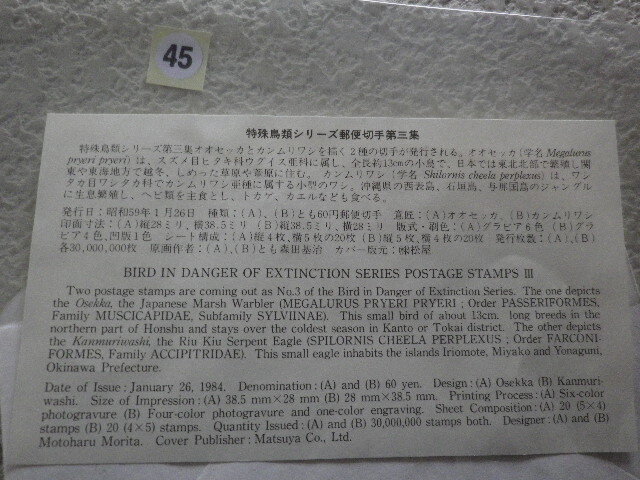 45
特殊鳥類シリーズ郵便切手第三集
特殊鳥類シリーズ第三集オオセッカとカンムリワシを描く2種の切手が発行される。オオセッカ(学名 Megalurus
pryeri pryeri) は、スズメ目ヒタキ科ウグイス亜科に属し、全長約13cmの小鳥で、日本では東北北部で繁殖し関
東や東海地方で越冬、しめった草原や葦原に住む。 カンムリワシ (学名 Skilornis cheela perplexus) は、ワシ
タカ目ワシタカ科でカンムリワシ亜種に属する小型のワシ。沖縄県の西表島、石垣島、与那国島のジャングル
に生息繁殖し、ヘビ類を主食とし、トカゲ、カエルなども食べる。
発行日:昭和59年1月26日 種類:(A)、(B)とも60円郵便切手 意匠:(A)オオセッカ、(B)カンムリワシ
印面寸法:(A)縦28ミリ、横38.5ミリ (B)縦38.5ミリ、横28ミリ 版式・刷色:(A)グラビア6色 (B)グラ
ビア4色、凹版1色 シート構成:(A)縦4枚、横5枚の20枚 (B)縦5枚、横4枚の20枚 発行枚数:(A)、(B)
各30,000,000枚 原画作者:(A)、(B)とも森田基治 カバー版元:㈱松屋
BIRD IN DANGER OF EXTINCTION SERIES POSTAGE STAMPS III
Two postage stamps are coming out as No.3 of the Bird in Danger of Extinction Series. The one depicts
the Osekka, the Japanese Marsh Warbler (MEGALURUS PRYERI PRYERI ; Order PASSERIFORMES,
Family MUSCICAPIDAE, Subfamily SYLVIINAE). This small bird of about 13cm. long breeds in the
northern part of Honshu and stays over the coldest season in Kanto or Tokai district. The other depicts
the Kanmuriwashi, the Riu Kiu Serpent Eagle (SPILORNIS CHEELA PERPLEXUS ; Order FARCONI-
FORMES, Family ACCIPITRIDAE). This small eagle inhabits the islands Iriomote, Miyako and Yonaguni,
Okinawa Prefecture.
Date of Issue : January 26, 1984. Denomination : (A) and (B) 60 yen. Design : (A) Osekka (B) Kanmuri-
washi. Size of Impression : (A) 38.5 mm×28 mm (B) 28 mm×38.5 mm. Printing Process : (A) Six-color
photogravure (B) Four-color photogravure and one-color engraving. Sheet Composition : (A) 20 (5×4)
stamps (B) 20 (4×5) stamps. Quantity Issued : (A) and (B) 30,000,000 stamps both. Designer : (A) and (B)
Motoharu Morita. Cover Publisher : Matsuya Co., Ltd.